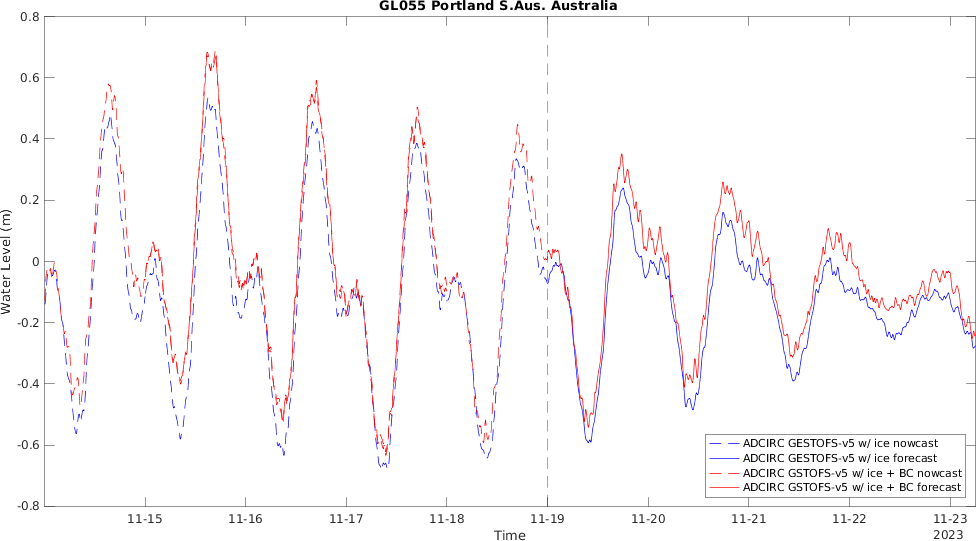 GL055 Portland S.Aus. Australia
0.8
0.6
0.4
0.2
0
-0.2
-0.4
-0.6
-0.8
Water Level (m)
11-15
11-16
11-17
11-18
11-19
11-20
11-21
11-22
11-23
2023
Time
ADCIRC GESTOFS-v5 w/ ice nowcast
ADCIRC GESTOFS-v5 w/ ice forecast
ADCIRC GSTOFS-v5 w/ ice + BC nowcast
ADCIRC GSTOFS-v5 w/ ice + BC forecast